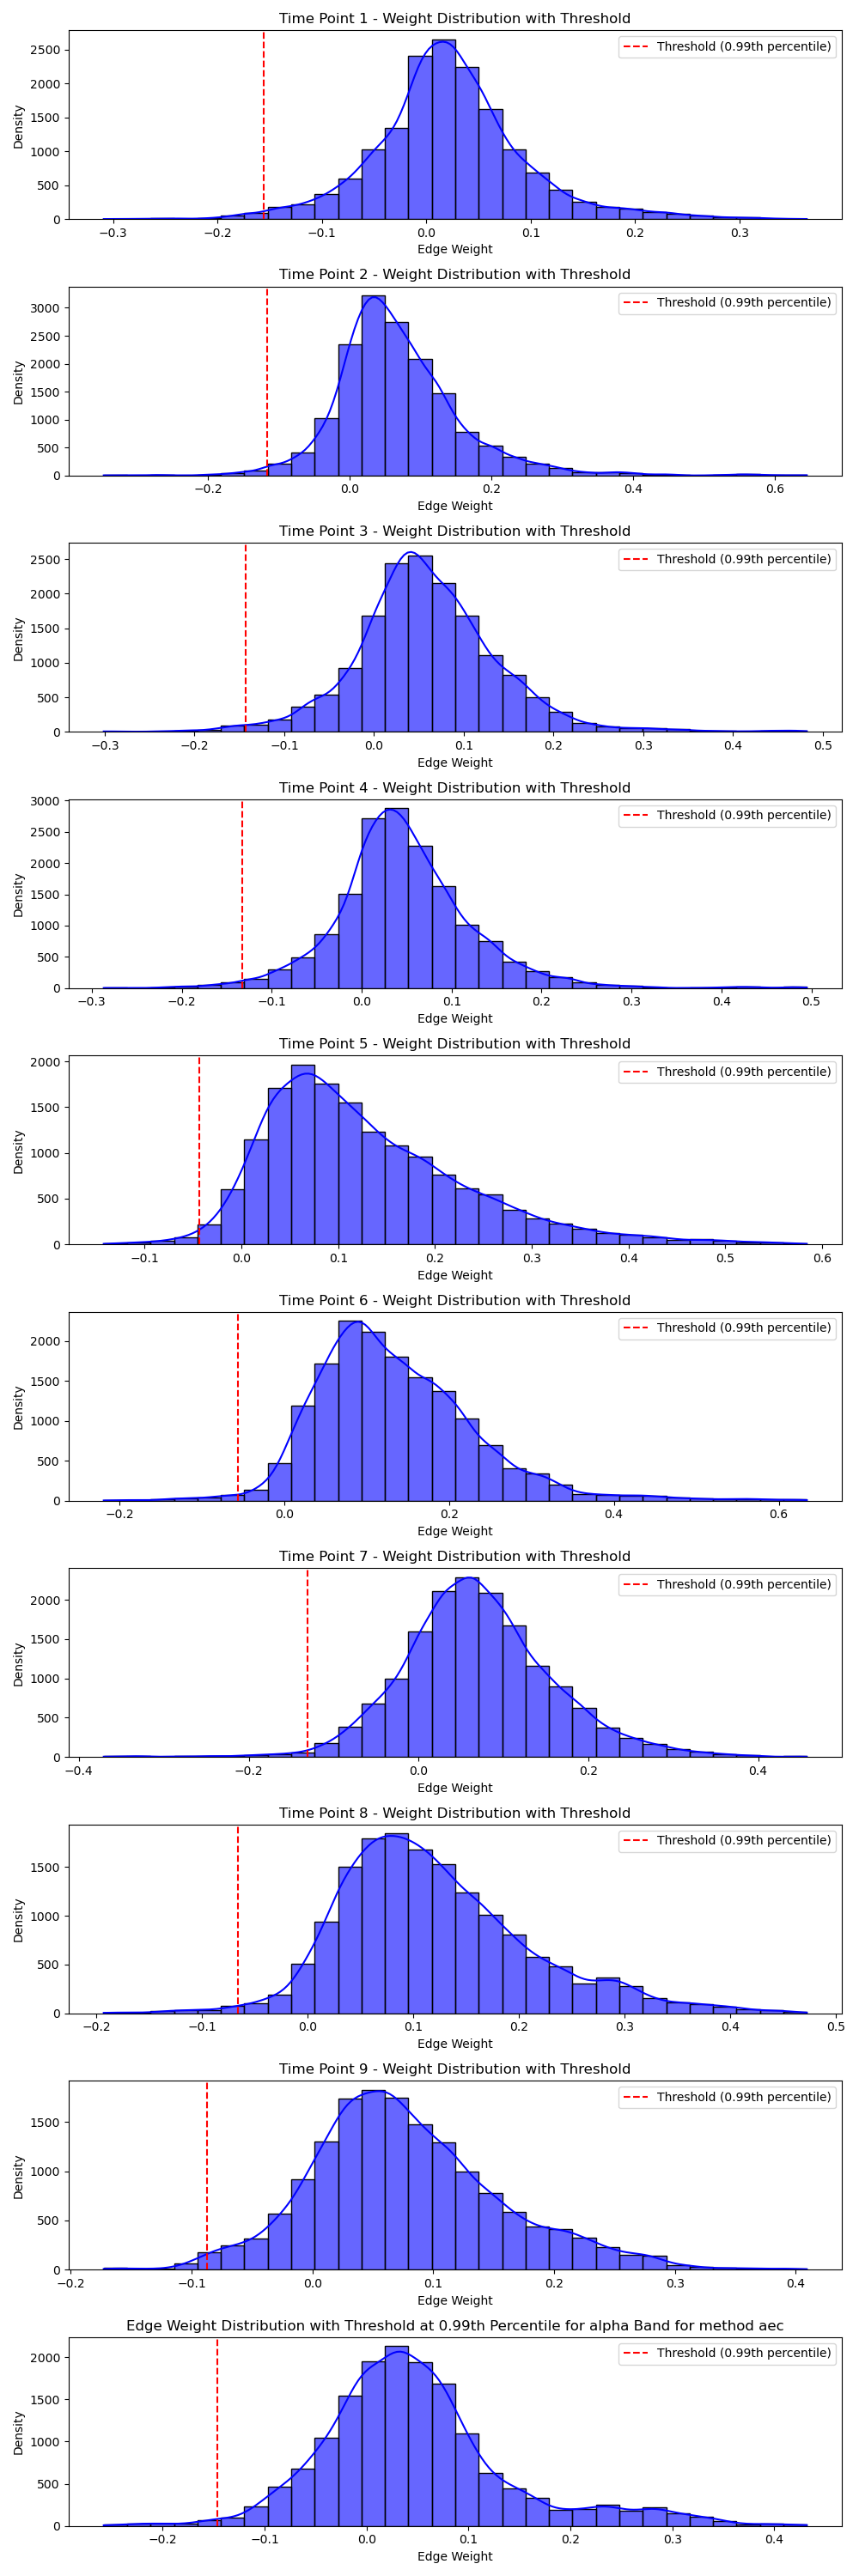 Time Point 1 - Weight Distribution with Threshold
Threshold (0.99th percentile)
Density
2500
2000
1500
1000
500
0
−0.3 −0.2 −0.1 0.0 0.1 0.2 0.3
Edge Weight
Time Point 2 - Weight Distribution with Threshold
Threshold (0.99th percentile)
Density
3000
2500
2000
1500
1000
500
0
−0.2 0.0 0.2 0.4 0.6
Edge Weight
Time Point 3 - Weight Distribution with Threshold
Threshold (0.99th percentile)
Density
2500
2000
1500
1000
500
0
−0.3 −0.2 −0.1 0.0 0.1 0.2 0.3 0.4 0.5
Edge Weight
Time Point 4 - Weight Distribution with Threshold
Threshold (0.99th percentile)
Density
3000
2500
2000
1500
1000
500
0
−0.3 −0.2 −0.1 0.0 0.1 0.2 0.3 0.4 0.5
Edge Weight
Time Point 5 - Weight Distribution with Threshold
Threshold (0.99th percentile)
Density
2000
1500
1000
500
0
−0.1 0.0 0.1 0.2 0.3 0.4 0.5 0.6
Edge Weight
Time Point 6 - Weight Distribution with Threshold
Threshold (0.99th percentile)
Density
2000
1500
1000
500
0
−0.2 0.0 0.2 0.4 0.6
Edge Weight
Time Point 7 - Weight Distribution with Threshold
Threshold (0.99th percentile)
Density
2000
1500
1000
500
0
−0.4 −0.2 0.0 0.2 0.4
Edge Weight
Time Point 8 - Weight Distribution with Threshold
Threshold (0.99th percentile)
Density
1500
1000
500
0
−0.2 −0.1 0.0 0.1 0.2 0.3 0.4 0.5
Edge Weight
Time Point 9 - Weight Distribution with Threshold
Threshold (0.99th percentile)
Density
1500
1000
500
0
−0.2 −0.1 0.0 0.1 0.2 0.3 0.4
Edge Weight
Edge Weight Distribution with Threshold at 0.99th Percentile for alpha Band for method aec
Threshold (0.99th percentile)
Density
2000
1500
1000
500
0
−0.2 −0.1 0.0 0.1 0.2 0.3 0.4
Edge Weight